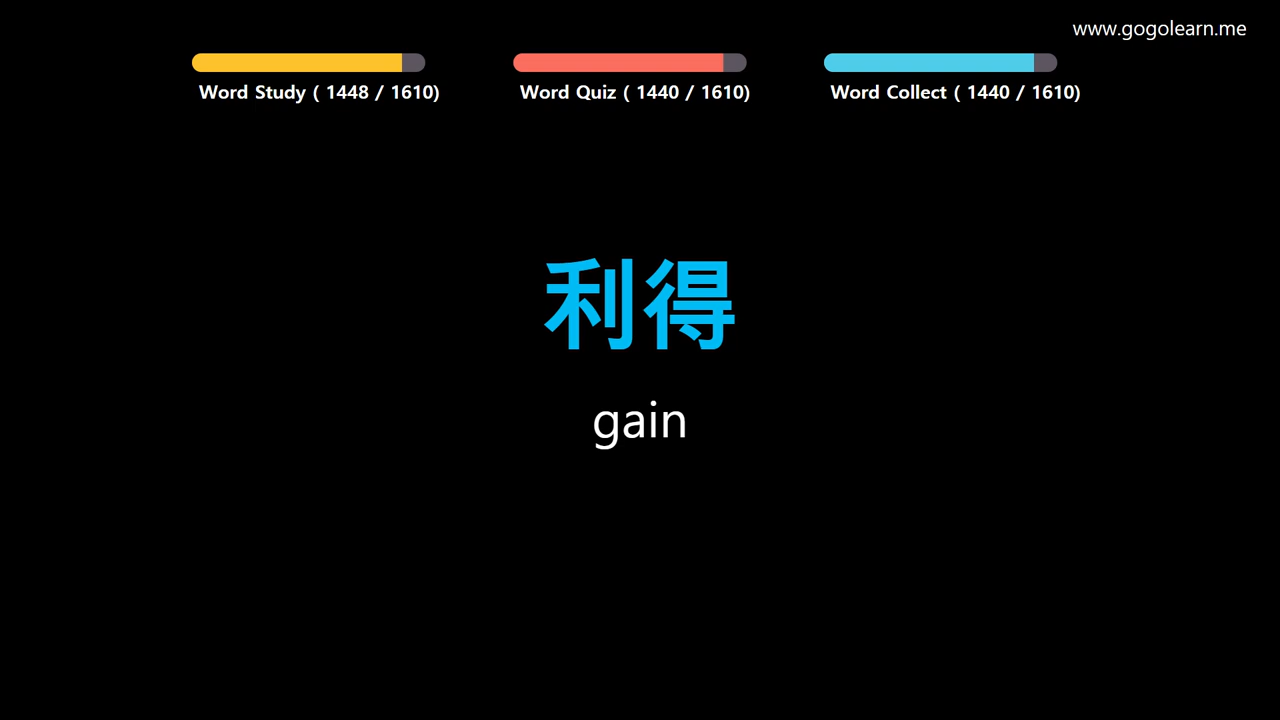 www.gogolearn.me
Word Study ( 1448 / 1610)
Word Quiz ( 1440 / 1610)
Word Collect ( 1440 / 1610)
利得
gain